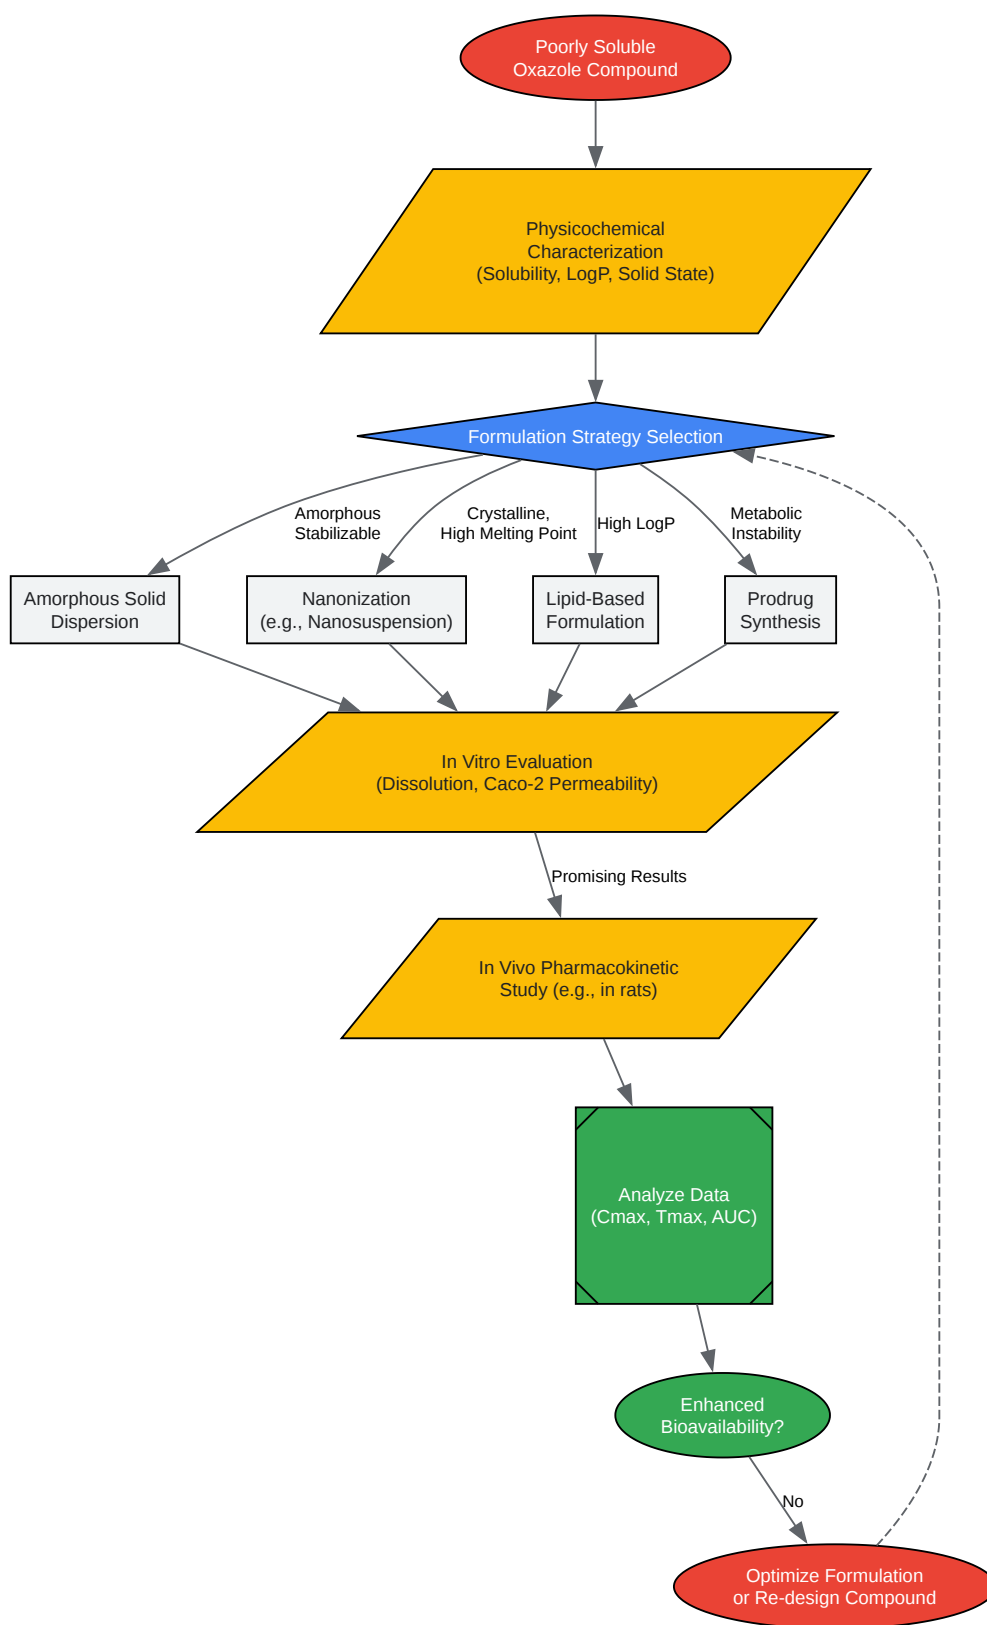 Poorly Soluble
Oxazole Compound
Physicochemical
Characterization
(Solubility, LogP, Solid State)
Formulation Strategy Selection
Amorphous
Stabilizable
Crystalline,
High Melting Point
High LogP
Metabolic
Instability
Amorphous Solid
Dispersion
Nanonization
(e.g., Nanosuspension)
Lipid-Based
Formulation
Prodrug
Synthesis
In Vitro Evaluation
(Dissolution, Caco-2 Permeability)
Promising Results
In Vivo Pharmacokinetic
Study (e.g., in rats)
Analyze Data
(Cmax, Tmax, AUC)
Enhanced
Bioavailability?
No
Optimize Formulation
or Re-design Compound